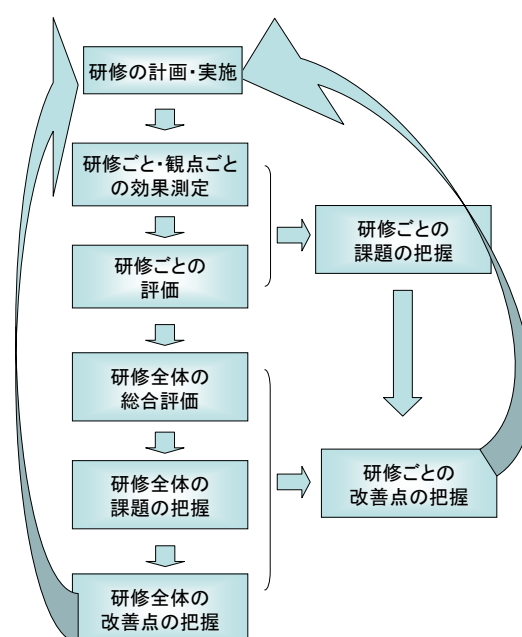 研修の計画・実施
研修ごと・観点ごと
の効果測定
研修ごとの
評価
研修ごとの
課題の把握
研修全体の
総合評価
研修全体の
課題の把握
研修ごとの
改善点の把握
研修全体の
改善点の把握